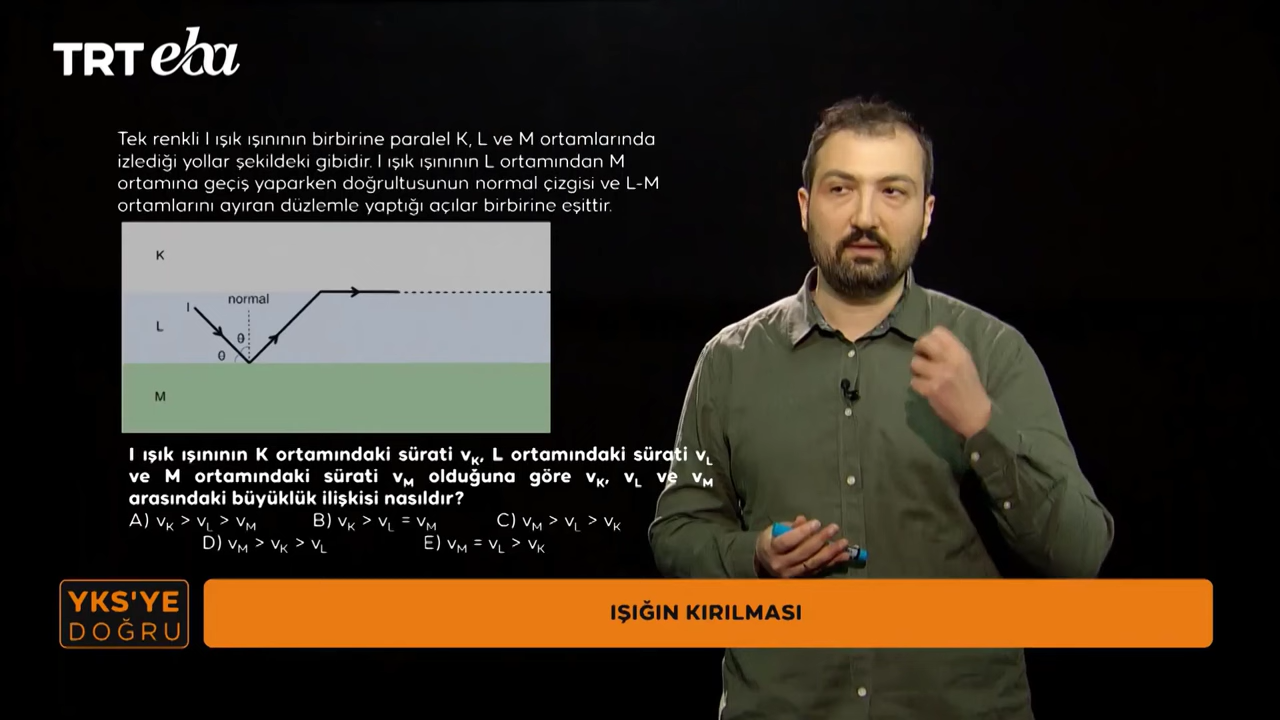 TRT eba
Tek renkli I ışık ışınının birbirine paralel K, L ve M ortamlarında
izlediği yollar şekildeki gibidir. I ışık ışınının L ortamından M
ortamına geçiş yaparken doğrultusunun normal çizgisi ve L-M
ortamlarını ayıran düzlemle yaptığı açılar birbirine eşittir.
K
normal
I
L
θ
θ
M
I ışık ışınının K ortamındaki sürati vK, L ortamındaki sürati vL
ve M ortamındaki sürati vM olduğuna göre vK, vL ve vM
arasındaki büyüklük ilişkisi nasıldır?
A) vK > vL > vM B) vK > vL = vM C) vM > vL > vK
D) vM > vK > vL E) vM = vL > vK
YKS'YE
DOĞRU
IŞIĞIN KIRILMASI